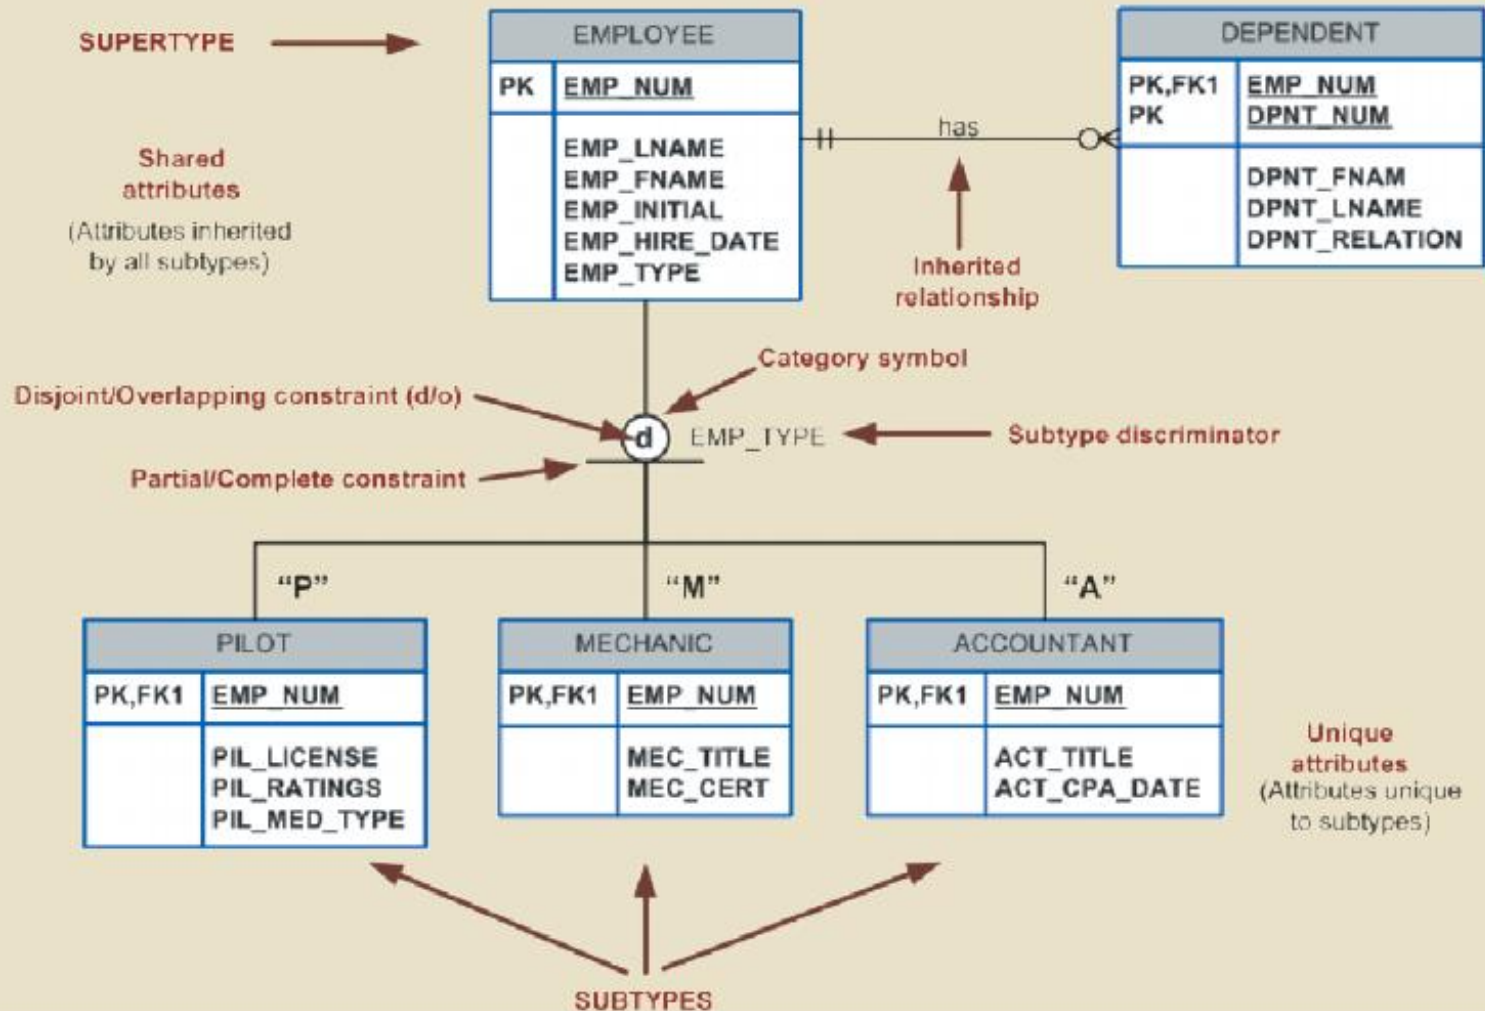 SUPERTYPE
EMPLOYEE
PK EMP_NUM
EMP_LNAME
EMP_FNAME
EMP_INITIAL
EMP_HIRE_DATE
EMP_TYPE
has
DEPENDENT
PK,FK1 EMP_NUM
PK DPNT_NUM
DPNT_FNAM
DPNT_LNAME
DPNT_RELATION
Shared
attributes
(Attributes inherited
by all subtypes)
Inherited
relationship
Category symbol
Disjoint/Overlapping constraint (d/o)
d
EMP_TYPE
Subtype discriminator
Partial/Complete constraint
“P”
“M”
“A”
PILOT
PK,FK1 EMP_NUM
PIL_LICENSE
PIL_RATINGS
PIL_MED_TYPE
MECHANIC
PK,FK1 EMP_NUM
MEC_TITLE
MEC_CERT
ACCOUNTANT
PK,FK1 EMP_NUM
ACT_TITLE
ACT_CPA_DATE
Unique
attributes
(Attributes unique
to subtypes)
SUBTYPES